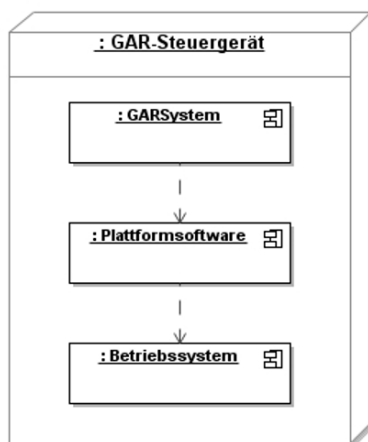 : GAR-Steuergerät
: GARSystem
: Plattformsoftware
: Betriebssystem